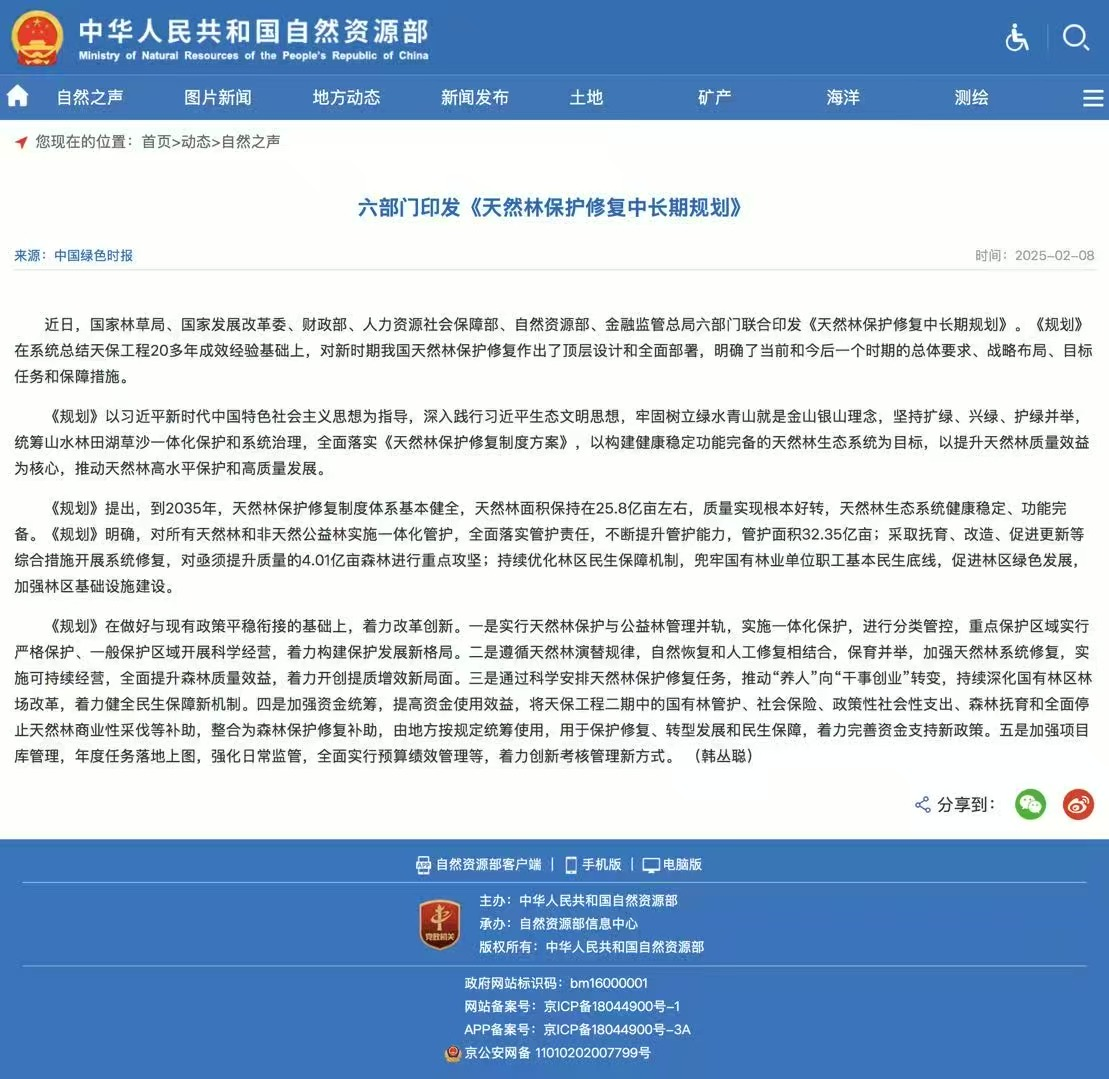 中华人民共和国自然资源部
Ministry of Natural Resources of the People's Republic of China
自然之声 图片新闻 地方动态 新闻发布 土地 矿产 海洋 测绘
您现在的位置：首页>动态>自然之声
六部门印发《天然林保护修复中长期规划》
来源：中国绿色时报 时间：2025-02-08
近日，国家林草局、国家发展改革委、财政部、人力资源社会保障部、自然资源部、金融监管总局六部门联合印发《天然林保护修复中长期规划》。《规划》
在系统总结天保工程20多年成效经验基础上，对新时期我国天然林保护修复作出了顶层设计和全面部署，明确了当前和今后一个时期的总体要求、战略布局、目标
任务和保障措施。
《规划》以习近平新时代中国特色社会主义思想为指导，深入践行习近平生态文明思想，牢固树立绿水青山就是金山银山理念，坚持扩绿、兴绿、护绿并举，
统筹山水林田湖草沙一体化保护和系统治理，全面落实《天然林保护修复制度方案》，以构建健康稳定功能完备的天然林生态系统为目标，以提升天然林质量效益
为核心，推动天然林高水平保护和高质量发展。
《规划》提出，到2035年，天然林保护修复制度体系基本健全，天然林面积保持在25.8亿亩左右，质量实现根本好转，天然林生态系统健康稳定、功能完
备。《规划》明确，对所有天然林和非天然公益林实施一体化管护，全面落实管护责任，不断提升管护能力，管护面积32.35亿亩；采取抚育、改造、促进更新等
综合措施开展系统修复，对亟须提升质量的4.01亿亩森林进行重点攻坚；持续优化林区民生保障机制，兜牢国有林业单位职工基本民生底线，促进林区绿色发展，
加强林区基础设施建设。
《规划》在做好与现有政策平稳衔接的基础上，着力改革创新。一是实行天然林保护与公益林管理并轨，实施一体化保护，进行分类管控，重点保护区域实行
严格保护、一般保护区域开展科学经营，着力构建保护发展新格局。二是遵循天然林演替规律，自然恢复和人工修复相结合，保育并举，加强天然林系统修复，实
施可持续经营，全面提升森林质量效益，着力开创提质增效新局面。三是通过科学安排天然林保护修复任务，推动“养人”向“干事创业”转变，持续深化国有林区林
场改革，着力健全民生保障新机制。四是加强资金统筹，提高资金使用效益，将天保工程二期中的国有林管护、社会保险、政策性社会性支出、森林抚育和全面停
止天然林商业性采伐等补助，整合为森林保护修复补助，由地方按规定统筹使用，用于保护修复、转型发展和民生保障，着力完善资金支持新政策。五是加强项目
库管理，年度任务落地上图，强化日常监管，全面实行预算绩效管理等，着力创新考核管理新方式。（韩丛聪）
分享到：
APP 自然资源部客户端 | 手机版 | 电脑版
党政机关
主办：中华人民共和国自然资源部
承办：自然资源部信息中心
版权所有：中华人民共和国自然资源部
政府网站标识码：bm16000001
网站备案号：京ICP备18044900号-1
APP备案号：京ICP备18044900号-3A
京公安网备 11010202007799号